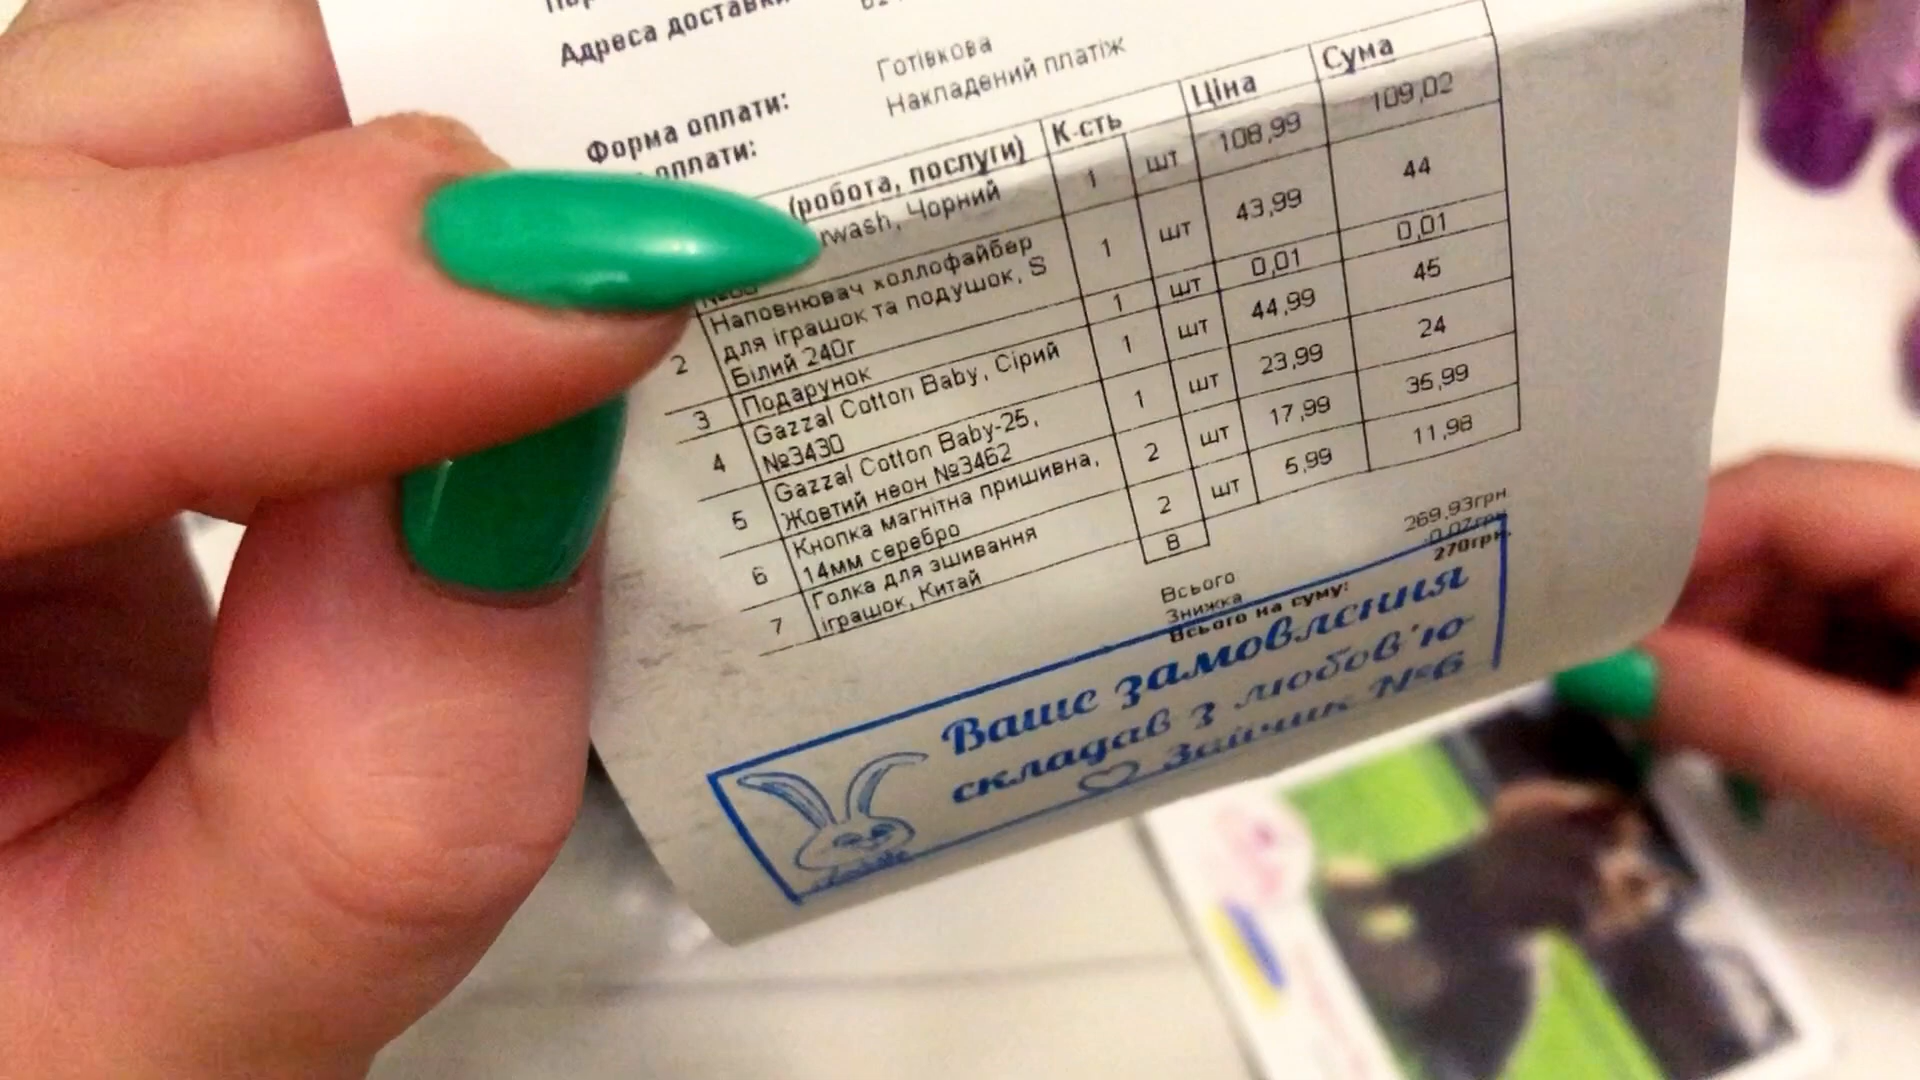 Адреса доставки
Готівкова
Форма оплати:
Накладений платіж
оплати:
(робота, послуги) К-сть Ціна Сума
rwash, Чорний 1 шт 108,99 109,02
2 Наповнювач холлофайбер для іграшок та подушок, S Білий 240г 1 шт 43,99 44
3 Подарунок 1 шт 0,01 0,01
4 Gazzal Cotton Baby, Сірий №3430 1 шт 44,99 45
5 Gazzal Cotton Baby-25, Жовтий неон №3462 1 шт 23,99 24
6 Кнопка магнітна пришивна, 14мм серебро 2 шт 17,99 35,99
7 Голка для зшивання іграшок, Китай 2 шт 5,99 11,98
8
Всього 269,93грн
Знижка -0,07грн
Всього на суму: 270грн.
Ваше замовлення
складав з любов'ю
Зайчик №6